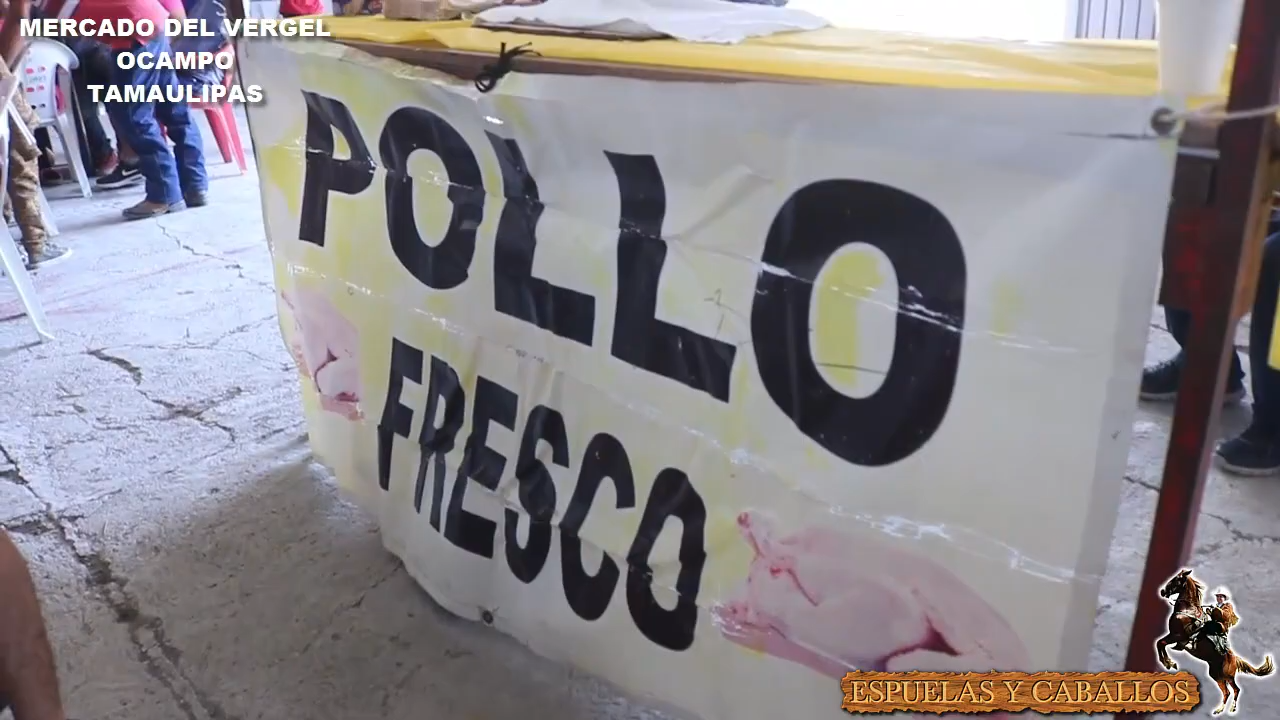 MERCADO DEL VERGEL
OCAMPO
TAMAULIPAS
POLLO
FRESCO
ESPUELAS Y CABALLOS